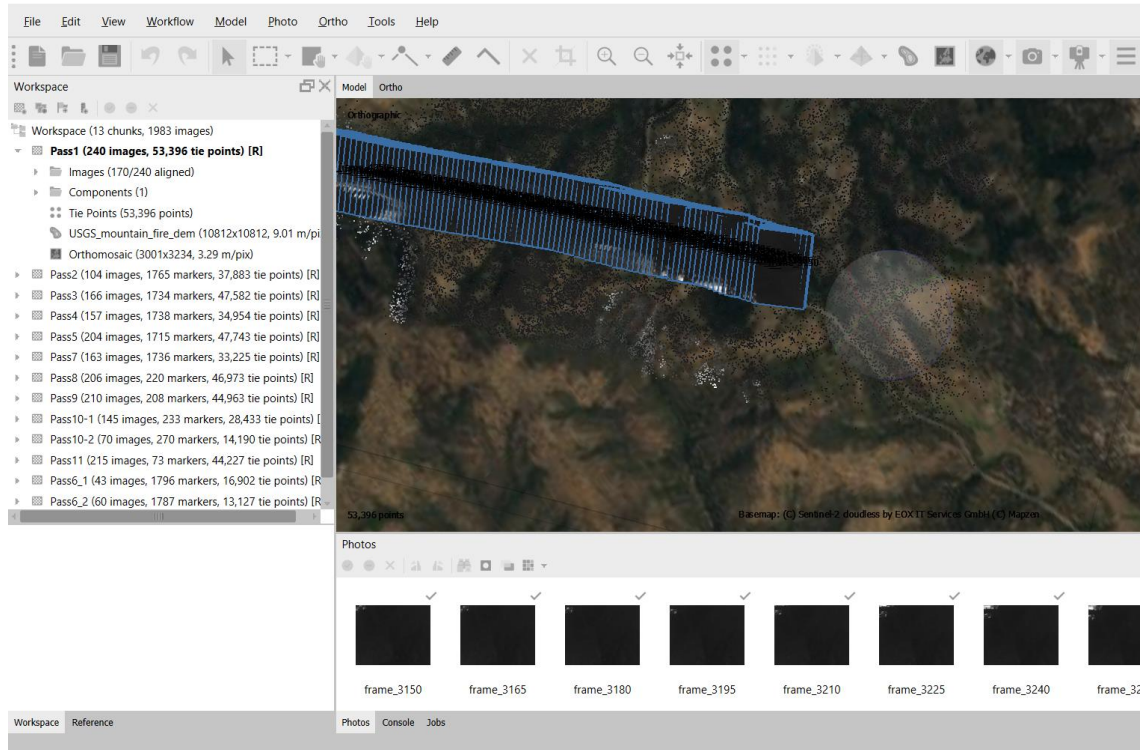 File Edit View Workflow Model Photo Ortho Tools Help
Workspace
Model Ortho
Workspace (13 chunks, 1983 images)
Pass1 (240 images, 53,396 tie points) [R]
Images (170/240 aligned)
Components (1)
Tie Points (53,396 points)
USGS_mountain_fire_dem (10812x10812, 9.01 m/pi
Orthomosaic (3001x3234, 3.29 m/pix)
Pass2 (104 images, 1765 markers, 37,883 tie points) [R]
Pass3 (166 images, 1734 markers, 47,582 tie points) [R]
Pass4 (157 images, 1738 markers, 34,954 tie points) [R]
Pass5 (204 images, 1715 markers, 47,743 tie points) [R]
Pass7 (163 images, 1736 markers, 33,225 tie points) [R]
Pass8 (206 images, 220 markers, 46,973 tie points) [R]
Pass9 (210 images, 208 markers, 44,963 tie points) [R]
Pass10-1 (145 images, 233 markers, 28,433 tie points) [
Pass10-2 (70 images, 270 markers, 14,190 tie points) [R
Pass11 (215 images, 73 markers, 44,227 tie points) [R]
Pass6_1 (43 images, 1796 markers, 16,902 tie points) [R
Pass6_2 (60 images, 1787 markers, 13,127 tie points) [R
Orthographic
53,396 points
Basemap: (C) Sentinel-2 cloudless by EOX IT Services GmbH (C) Mapzen
Photos
frame_3150 frame_3165 frame_3180 frame_3195 frame_3210 frame_3225 frame_3240 frame_32
Workspace Reference
Photos Console Jobs